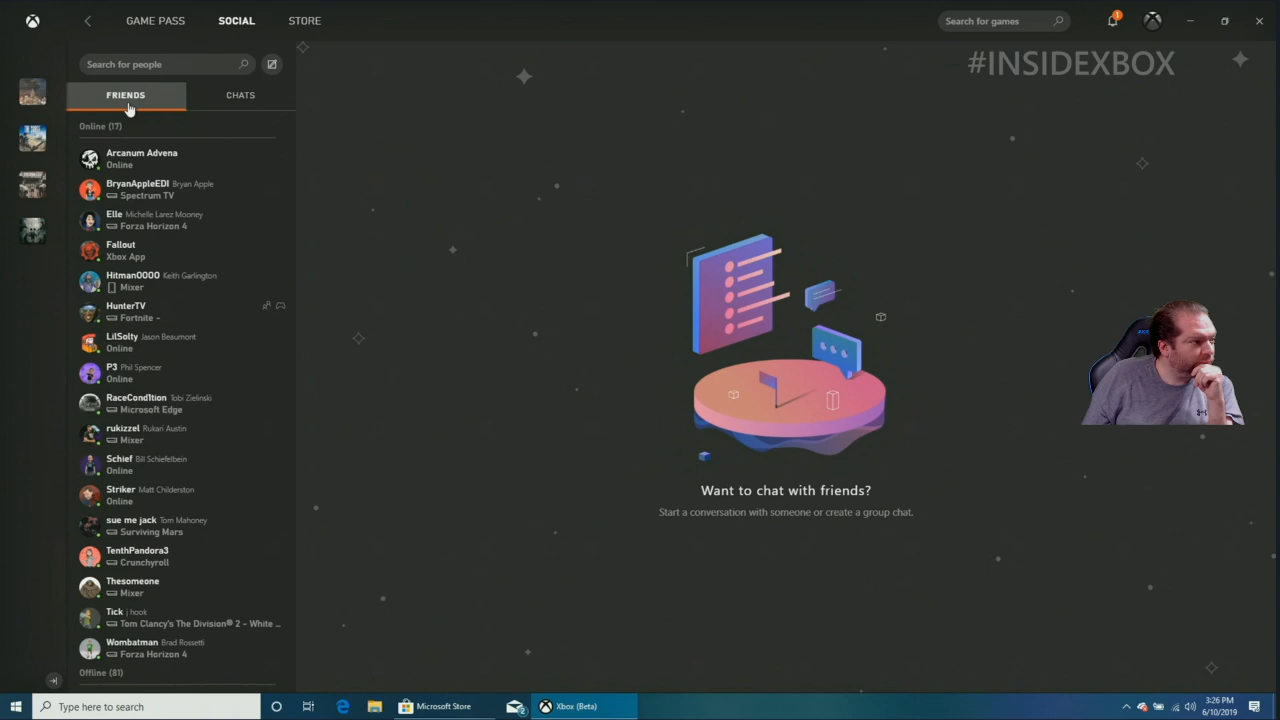 GAME PASS SOCIAL STORE Search for games 1
#INSIDEXBOX
Search for people
FRIENDS CHATS
Online (17)
Arcanum Advena
Online
BryanAppleEDI Bryan Apple
Spectrum TV
Elle Michelle Larez Mooney
Forza Horizon 4
Fallout
Xbox App
Hitman0000 Keith Garlington
Mixer
HunterTV
Fortnite -
LilSolty Jason Beaumont
Online
P3 Phil Spencer
Online
RaceCond1tion Tobi Zielinski
Microsoft Edge
rukizzel Rukari Austin
Mixer
Schief Bill Schiefelbein
Online
Striker Matt Childerston
Online
sue me jack Tom Mahoney
Surviving Mars
TenthPandora3
Crunchyroll
Thesomeone
Mixer
Tick j hook
Tom Clancy's The Division® 2 - White ...
Wombatman Brad Rossetti
Forza Horizon 4
Offline (81)
Want to chat with friends?
Start a conversation with someone or create a group chat.
Type here to search
Microsoft Store
2
Xbox (Beta)
3:26 PM
6/10/2019